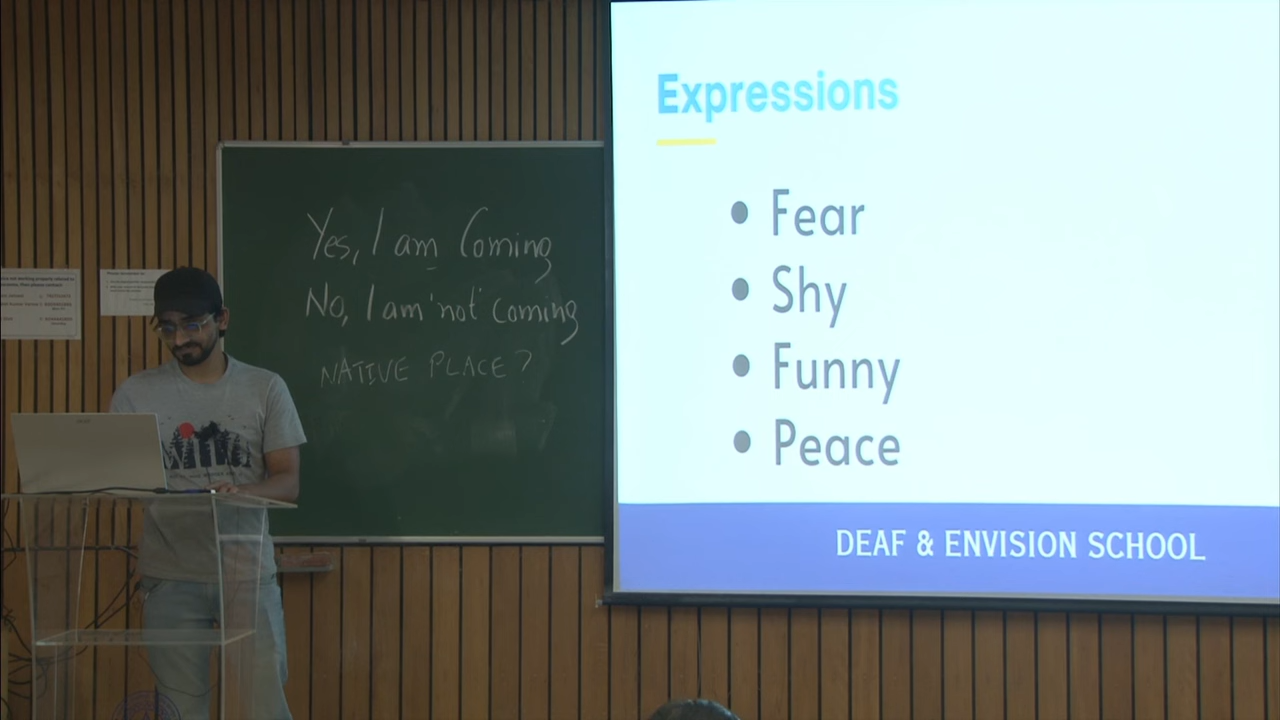 Yes, I am Coming
No, I am 'not' coming
NATIVE PLACE?
Expressions
• Fear
• Shy
• Funny
• Peace
DEAF & ENVISION SCHOOL